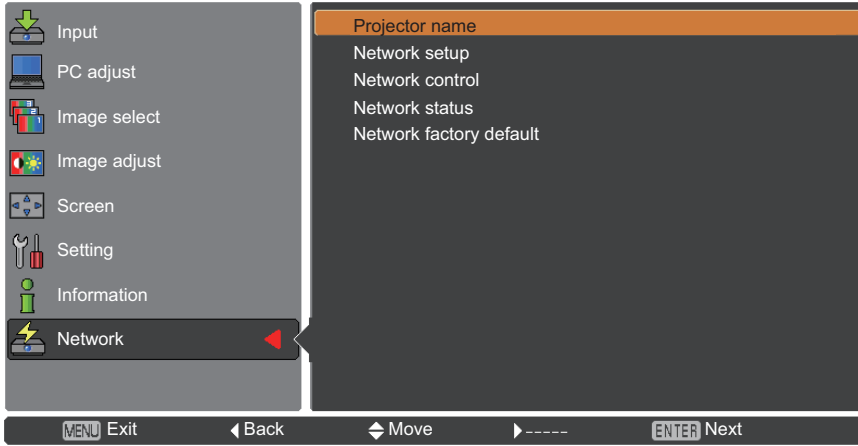 Input
PC adjust
Image select
Image adjust
Screen
Setting
Information
Network
Projector name
Network setup
Network control
Network status
Network factory default
MENU Exit Back Move ----- ENTER Next